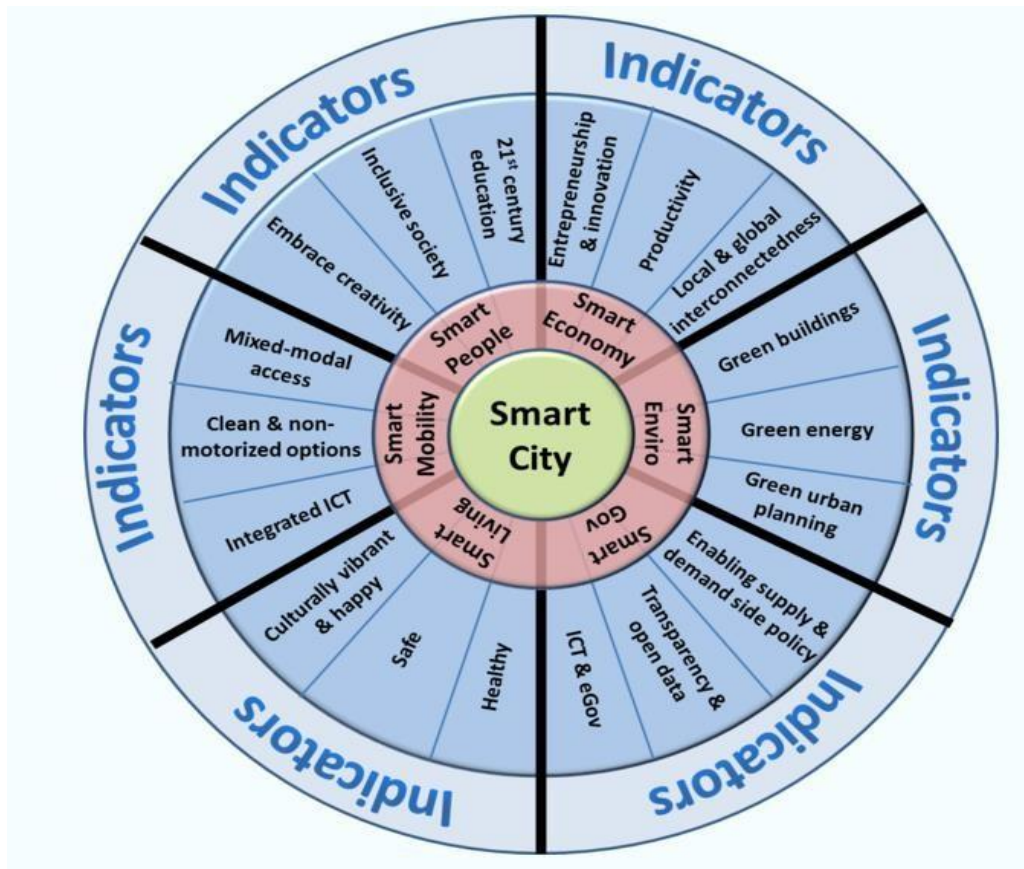 Smart
City
Smart
Economy
Entrepreneurship
& innovation
Productivity
Local & global
interconnectedness
Indicators
Smart
Enviro
Green buildings
Green energy
Green urban
planning
Indicators
Smart
Gov
Enabling supply &
demand side policy
Transparency &
open data
ICT & eGov
Indicators
Smart
Living
Healthy
Safe
Culturally vibrant
& happy
Indicators
Smart
Mobility
Integrated ICT
Clean & non-
motorized options
Mixed-modal
access
Indicators
Smart
People
Embrace creativity
Inclusive society
21st century
education
Indicators